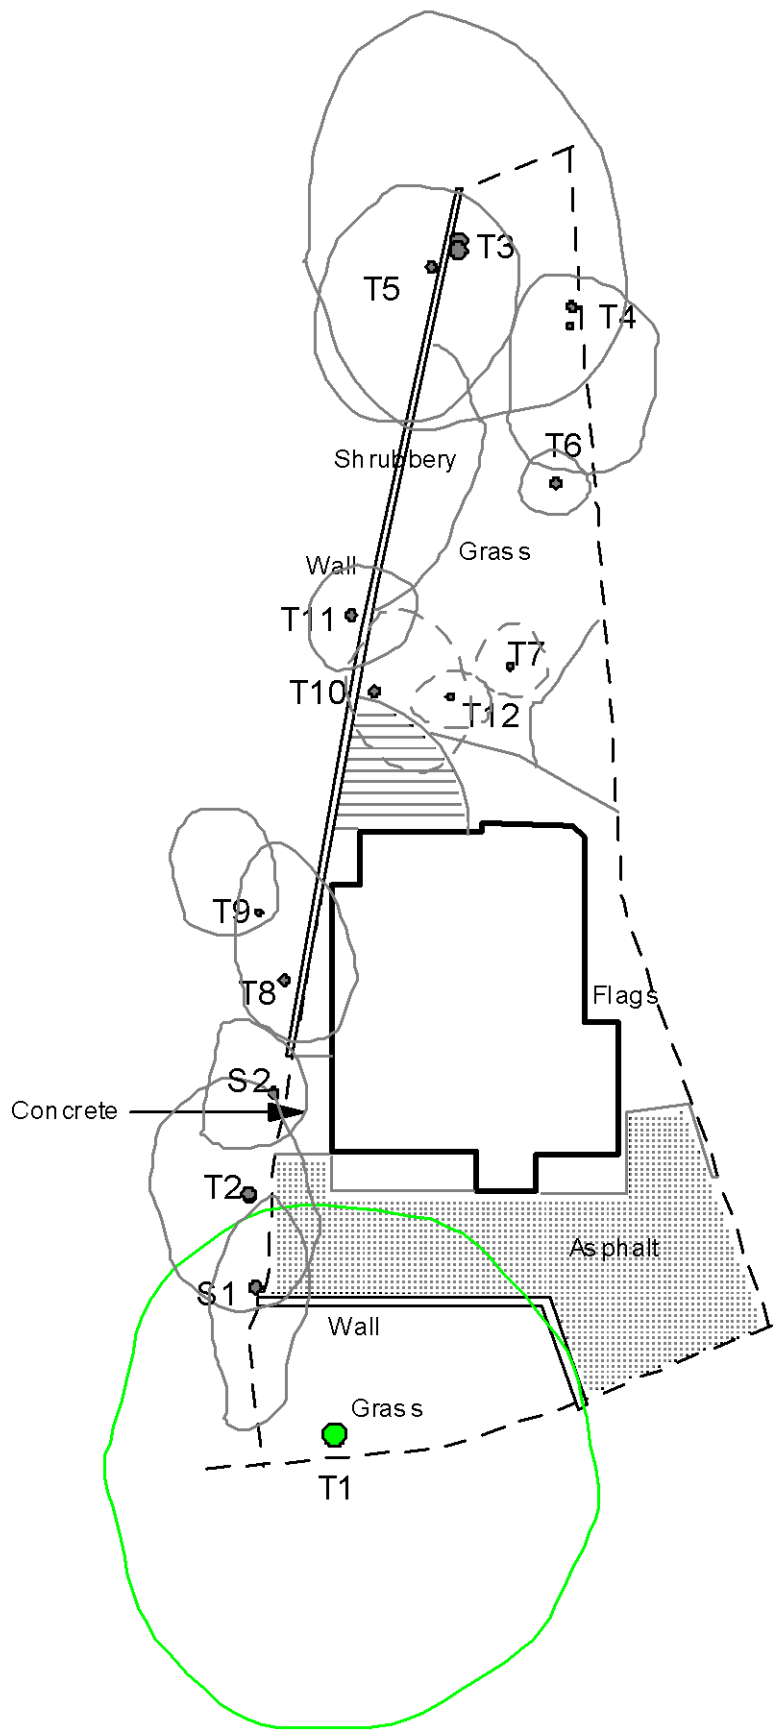 T3
T5
T4
T6
Shrubbery
Grass
Wall
T11
T7
T10
T12
T9
T8
Flags
S2
Concrete
T2
Asphalt
S1
Wall
Grass
T1